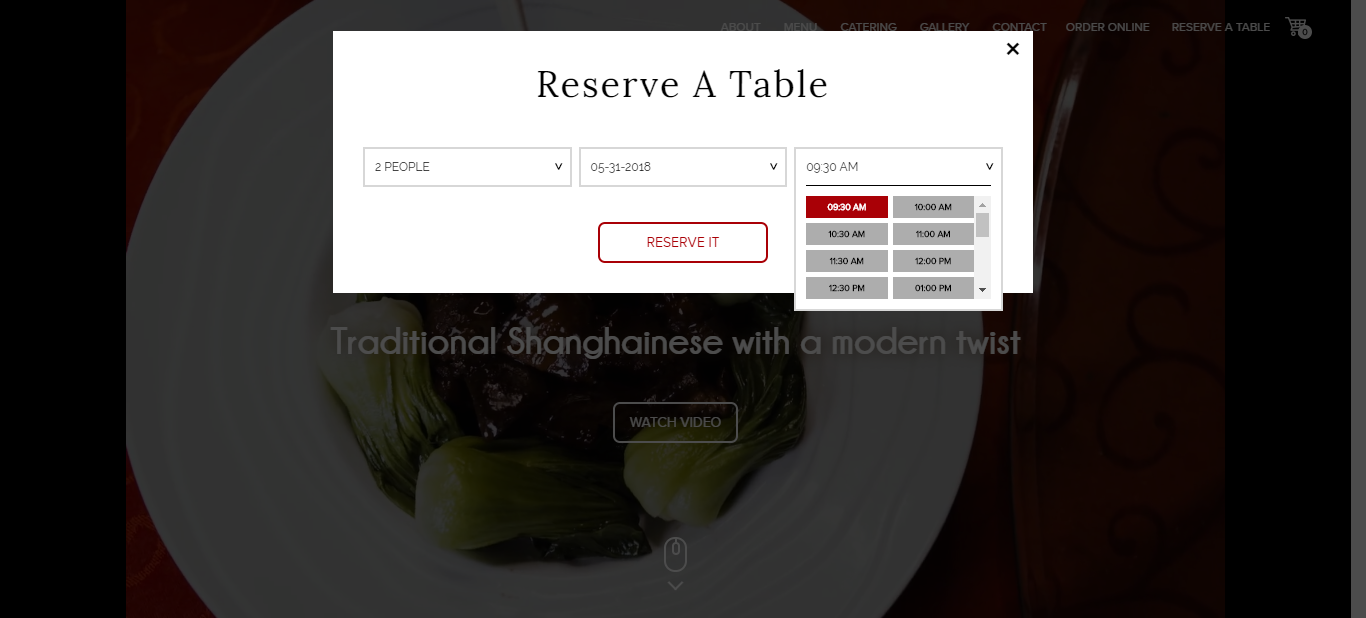 ABOUT MENU CATERING GALLERY CONTACT ORDER ONLINE RESERVE A TABLE 0
Reserve A Table
2 PEOPLE 05-31-2018 09:30 AM
09:30 AM 10:00 AM
10:30 AM 11:00 AM
11:30 AM 12:00 PM
12:30 PM 01:00 PM
RESERVE IT
Traditional Shanghainese with a modern twist
WATCH VIDEO